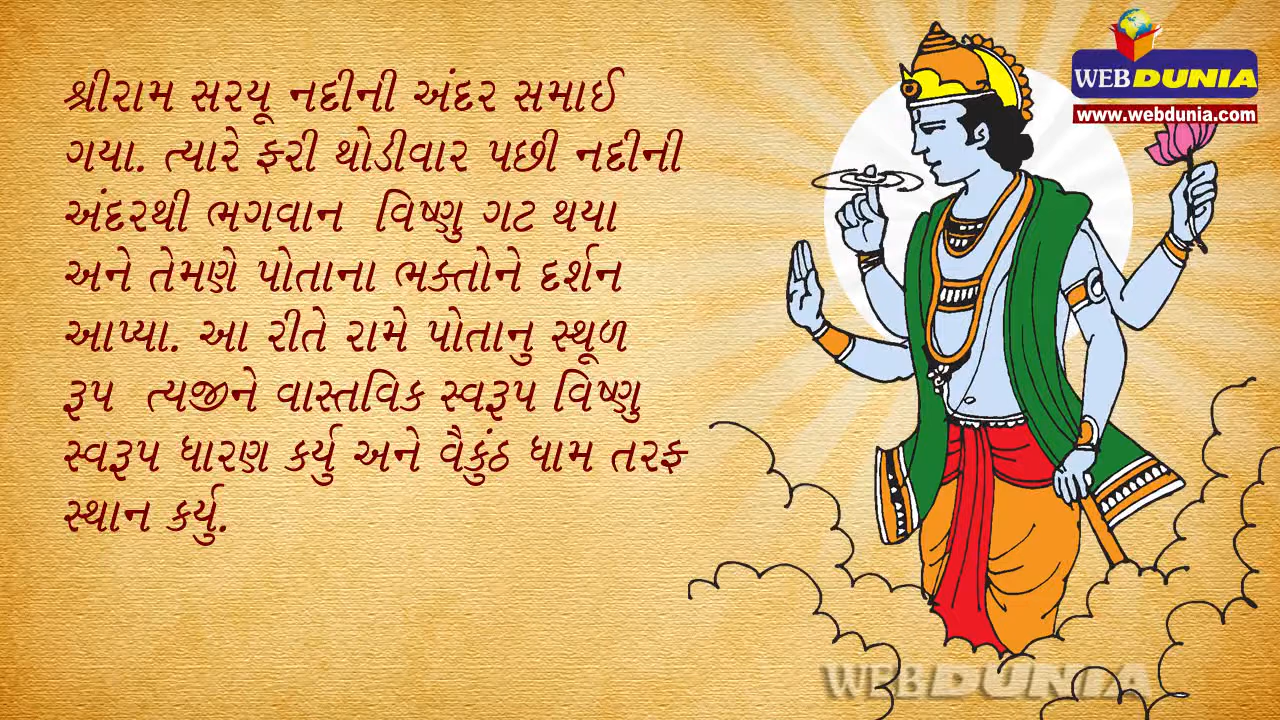 શ્રીરામ સરયૂ નદીની અંદર સમાઈ
ગયા. ત્યારે ફરી થોડીવાર પછી નદીની
અંદરથી ભગવાન  વિષ્ણુ ગટ થયા
અને તેમણે પોતાના ભક્તોને દર્શન
આપ્યા. આ રીતે રામે પોતાનુ સ્થૂળ
રૂપ  ત્યજીને વાસ્તવિક સ્વરૂપ વિષ્ણુ
સ્વરૂપ ધારણ કર્યુ અને વૈકુંઠ ધામ તરફ
સ્થાન કર્યુ.
WEBDUNIA
www.webdunia.com
WEBDUNIA